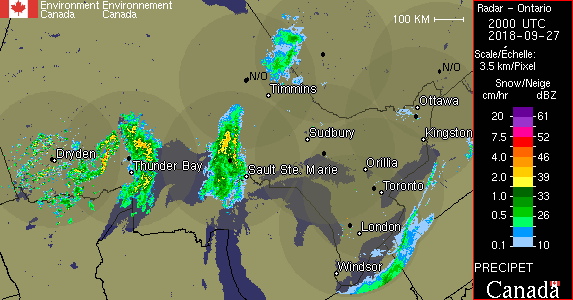 Environment Environnement
Canada Canada
100 KM
N/O
N/O
Timmins
Ottawa
Sudbury
Kingston
Dryden
Thunder Bay
Sault Ste. Marie
Orillia
Toronto
London
Windsor
Radar - Ontario
2000 UTC
2018-09-27
Scale/Échelle:
3.5 km/Pixel
Snow/Neige
cm/hr dBZ
20 61
7.5 52
4.0 46
2.0 39
1.0 33
0.5 26
0.1 10
PRECIPET
Canada